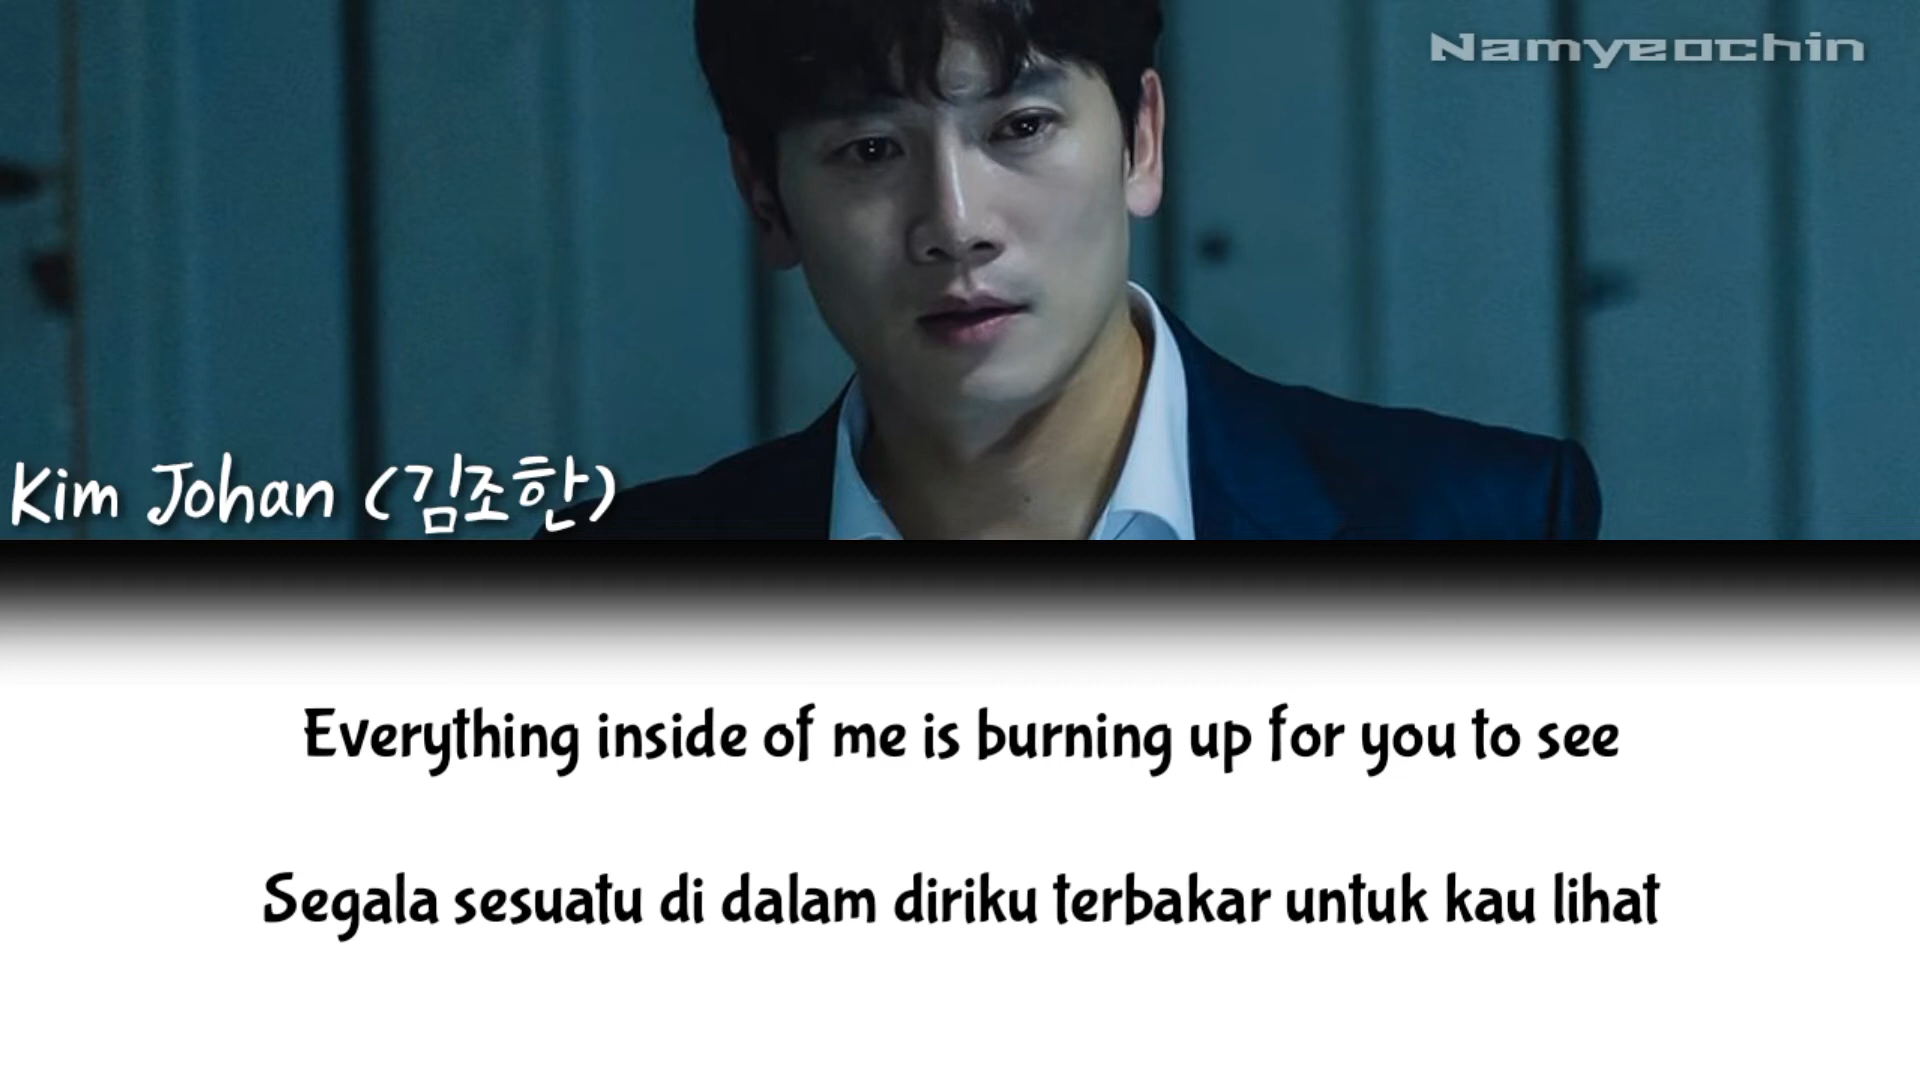 Namyeochin
Kim Johan (김조한)
Everything inside of me is burning up for you to see
Segala sesuatu di dalam diriku terbakar untuk kau lihat